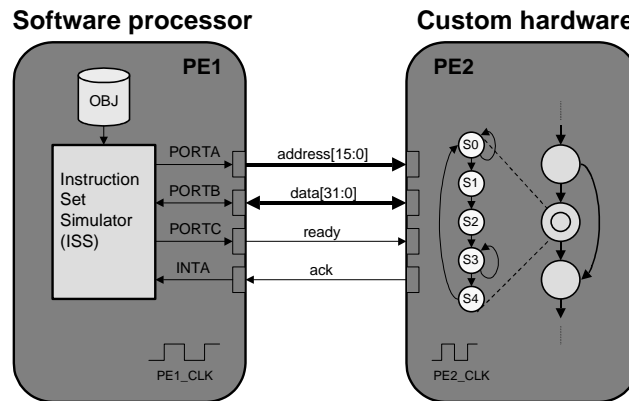 Software processor
Custom hardware
PE1
PE2
OBJ
Instruction
Set
Simulator
(ISS)
PORTA
address[15:0]
PORTB
data[31:0]
PORTC
ready
INTA
ack
S0
S1
S2
S3
S4
PE1_CLK
PE2_CLK